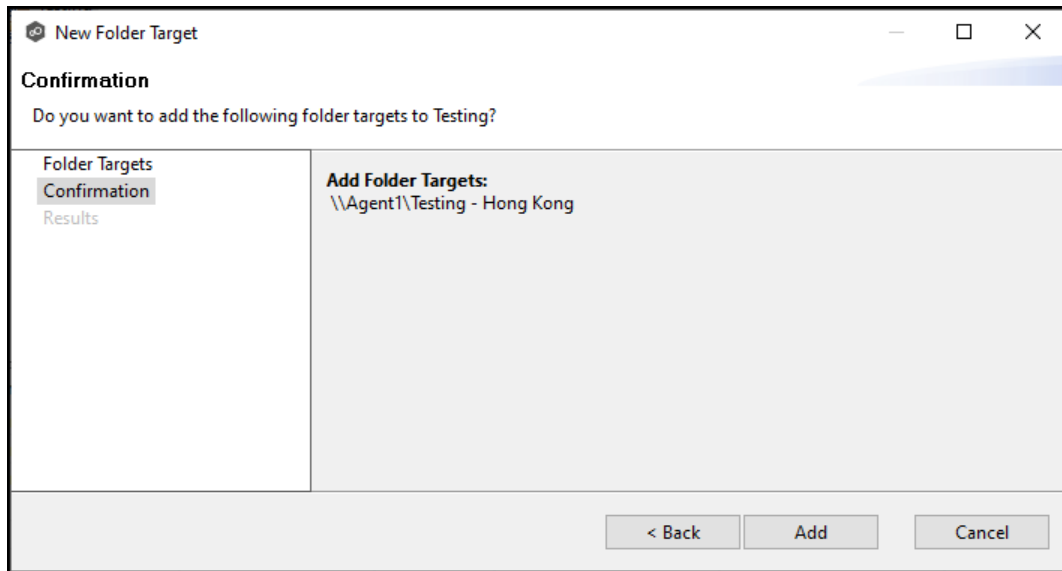 New Folder Target
Confirmation
Do you want to add the following folder targets to Testing?
Folder Targets
Confirmation
Results
Add Folder Targets:
\\Agent1\Testing - Hong Kong
< Back
Add
Cancel